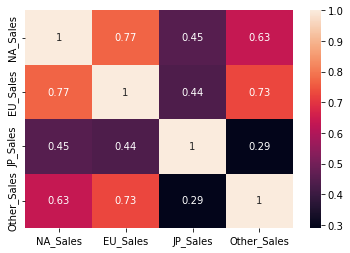 NA_Sales 1 0.77 0.45 0.63
EU_Sales 0.77 1 0.44 0.73
JP_Sales 0.45 0.44 1 0.29
Other_Sales 0.63 0.73 0.29 1
NA_Sales EU_Sales JP_Sales Other_Sales
1.0
0.9
0.8
0.7
0.6
0.5
0.4
0.3